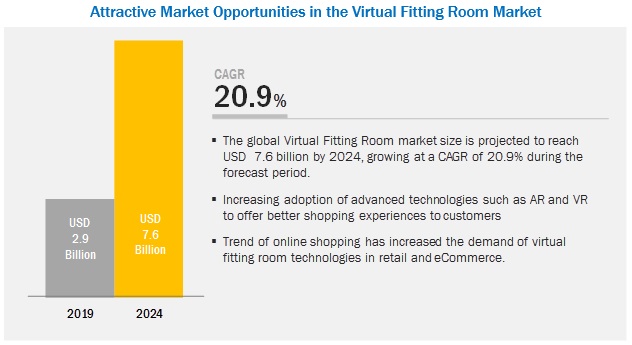 Attractive Market Opportunities in the Virtual Fitting Room Market
USD
2.9
Billion
USD
7.6
Billion
2019
2024
CAGR
20.9%
▪ The global Virtual Fitting Room market size is projected to reach
USD 7.6 billion by 2024, growing at a CAGR of 20.9% during the
forecast period.
▪ Increasing adoption of advanced technologies such as AR and VR
to offer better shopping experiences to customers
▪ Trend of online shopping has increased the demand of virtual
fitting room technologies in retail and eCommerce.